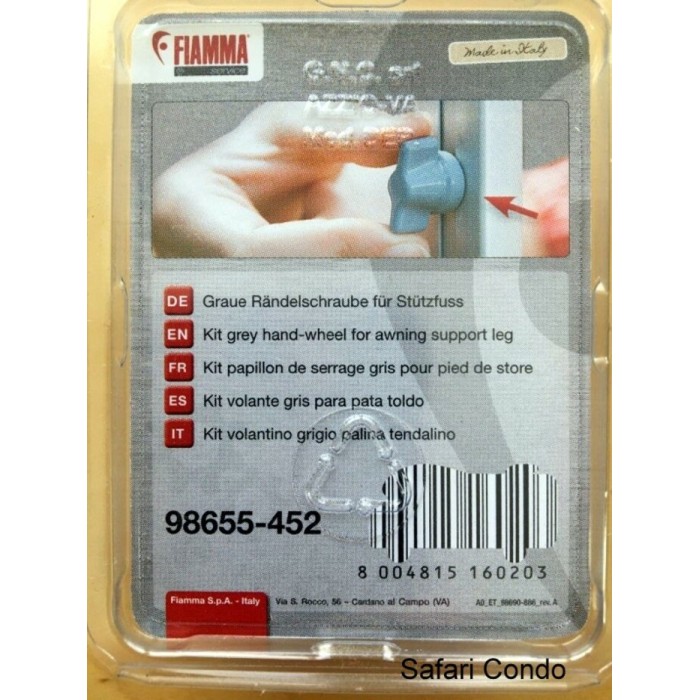 FIAMMA
service
Made in Italy
DE Graue Rändelschraube für Stützfuss
EN Kit grey hand-wheel for awning support leg
FR Kit papillon de serrage gris pour pied de store
ES Kit volante gris para pata toldo
IT Kit volantino grigio palina tendalino
98655-452
8 004815 160203
Fiamma S.p.A. - Italy
Via S. Rocco, 56 - Cardano al Campo (VA)
Safari Condo